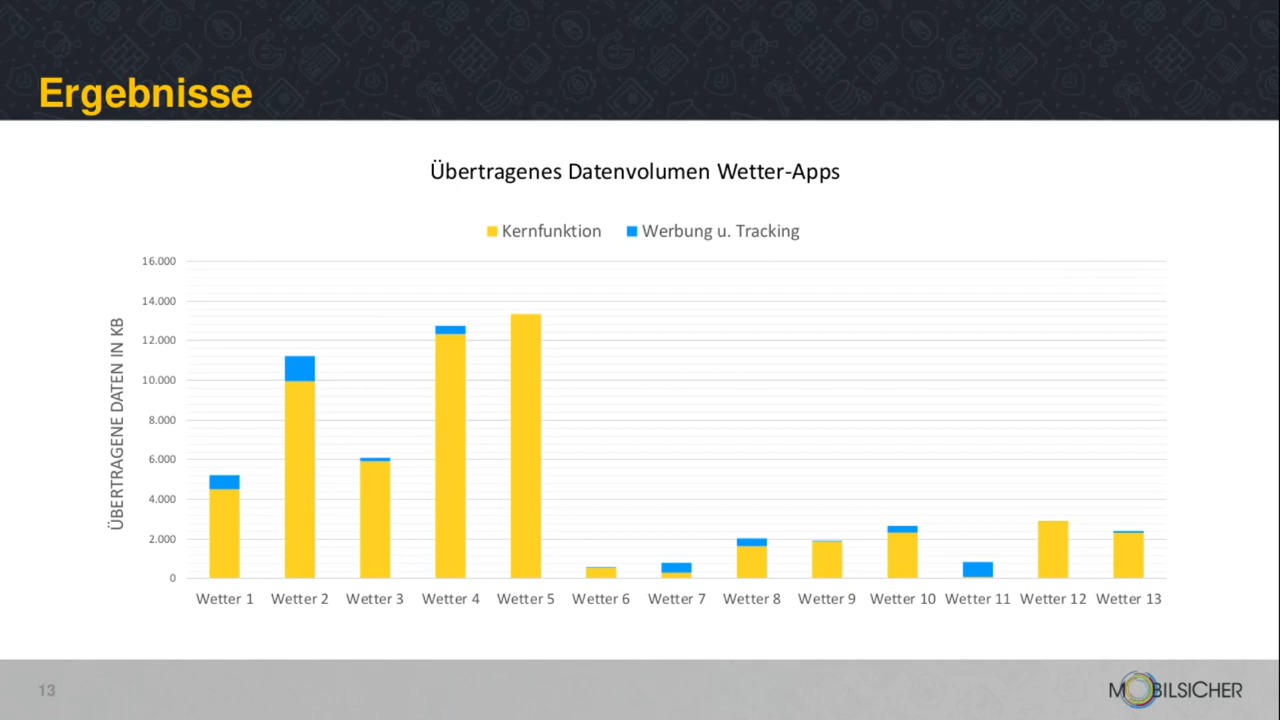 Ergebnisse
Übertragenes Datenvolumen Wetter-Apps
Kernfunktion Werbung u. Tracking
ÜBERTRAGENE DATEN IN KB
16.000
14.000
12.000
10.000
8.000
6.000
4.000
2.000
0
Wetter 1 Wetter 2 Wetter 3 Wetter 4 Wetter 5 Wetter 6 Wetter 7 Wetter 8 Wetter 9 Wetter 10 Wetter 11 Wetter 12 Wetter 13
13
MOBILSICHER